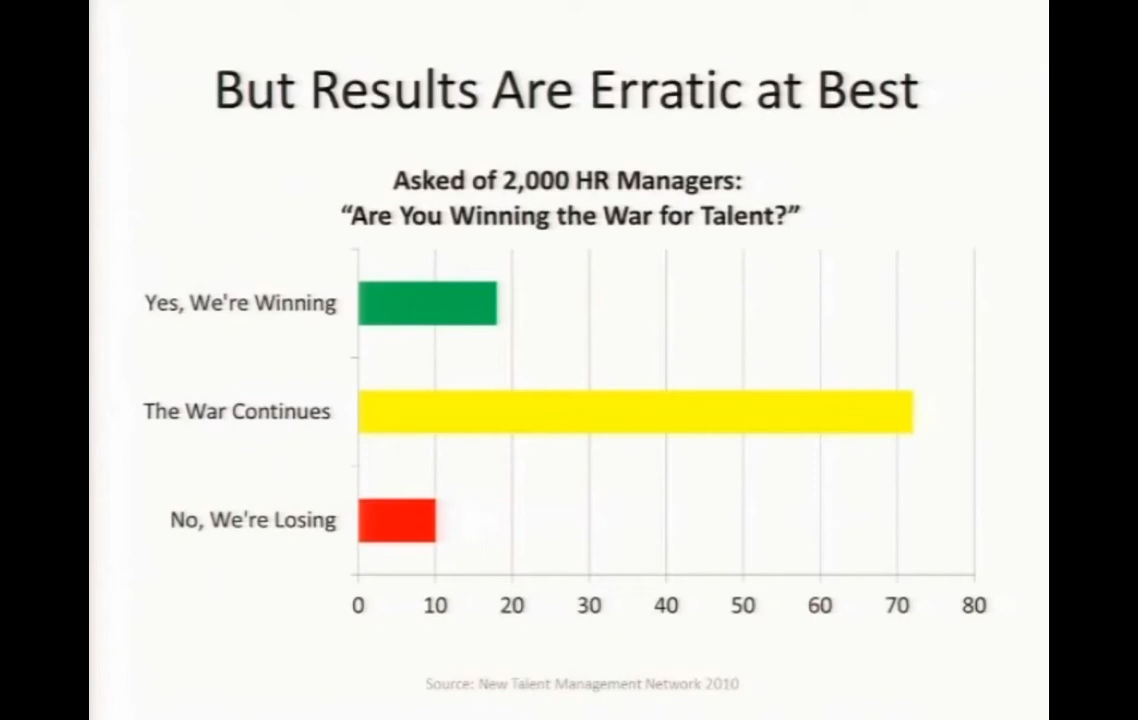 But Results Are Erratic at Best
Asked of 2,000 HR Managers:
“Are You Winning the War for Talent?”
Yes, We're Winning
The War Continues
No, We're Losing
0 10 20 30 40 50 60 70 80
Source: New Talent Management Network 2010